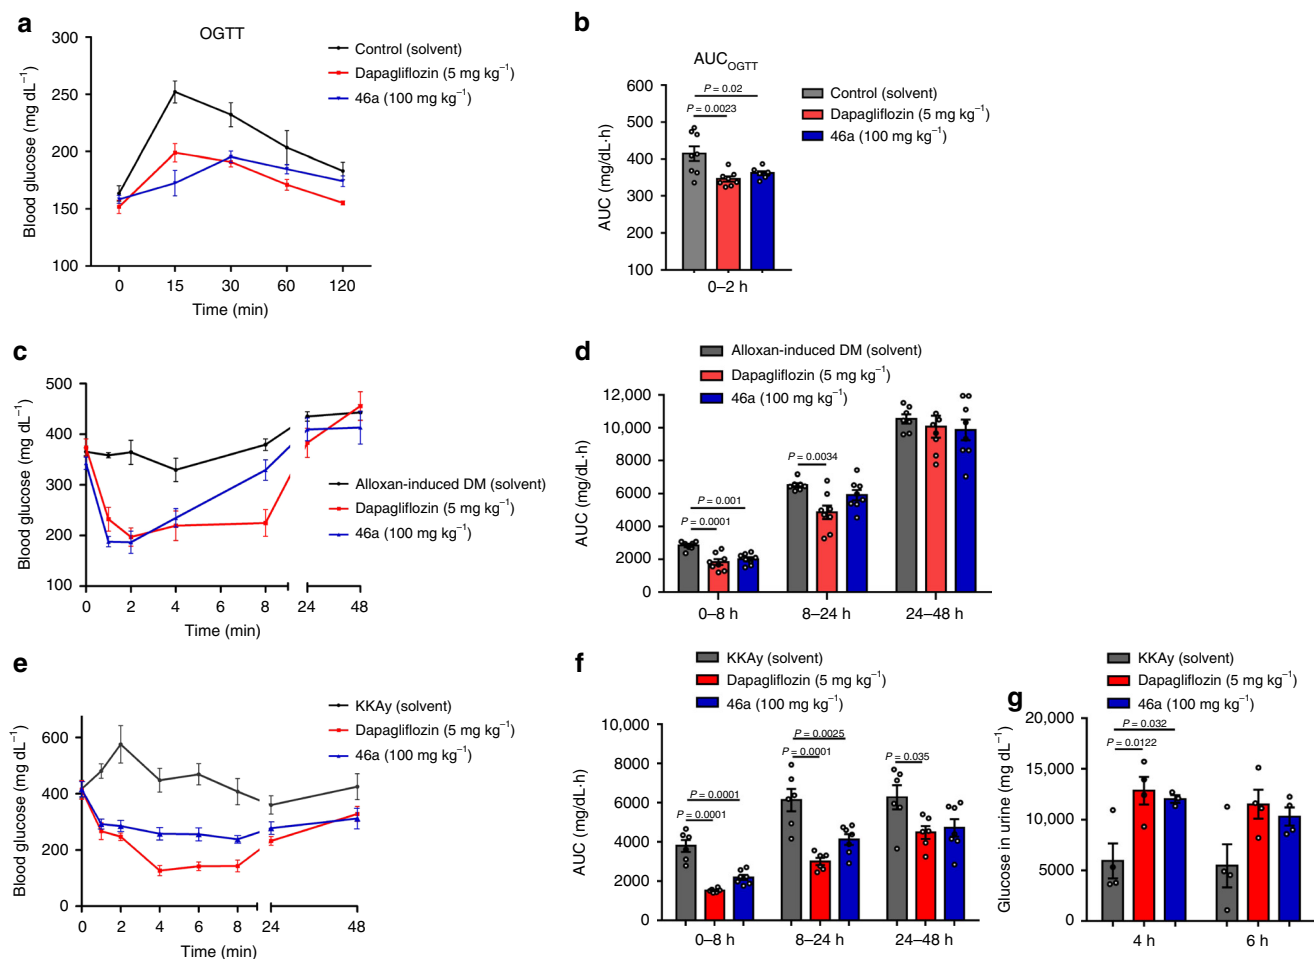 a
OGTT
Blood glucose (mg dL⁻¹)
300
250
200
150
100
0 15 30 60 120
Time (min)
Control (solvent)
Dapagliflozin (5 mg kg⁻¹)
46a (100 mg kg⁻¹)
b
AUC_OGTT
AUC (mg/dL·h)
600
500
400
300
200
100
P = 0.02
P = 0.0023
0–2 h
Control (solvent)
Dapagliflozin (5 mg kg⁻¹)
46a (100 mg kg⁻¹)
c
Blood glucose (mg dL⁻¹)
500
400
300
200
100
0 2 4 8 24 48
Time (min)
Alloxan-induced DM (solvent)
Dapagliflozin (5 mg kg⁻¹)
46a (100 mg kg⁻¹)
d
Alloxan-induced DM (solvent)
Dapagliflozin (5 mg kg⁻¹)
46a (100 mg kg⁻¹)
AUC (mg/dL·h)
12,000
10,000
8000
6000
4000
2000
0
P = 0.0034
P = 0.001
P = 0.0001
0–8 h 8–24 h 24–48 h
e
Blood glucose (mg dL⁻¹)
600
400
200
0
0 2 4 6 8 24 48
Time (min)
KKAy (solvent)
Dapagliflozin (5 mg kg⁻¹)
46a (100 mg kg⁻¹)
f
KKAy (solvent)
Dapagliflozin (5 mg kg⁻¹)
46a (100 mg kg⁻¹)
AUC (mg/dL·h)
10,000
8000
6000
4000
2000
0
P = 0.0025
P = 0.0001
P = 0.035
P = 0.0001
P = 0.0001
0–8 h 8–24 h 24–48 h
g
KKAy (solvent)
Dapagliflozin (5 mg kg⁻¹)
46a (100 mg kg⁻¹)
Glucose in urine (mg dL⁻¹)
20,000
15,000
10,000
5000
0
P = 0.032
P = 0.0122
4 h 6 h